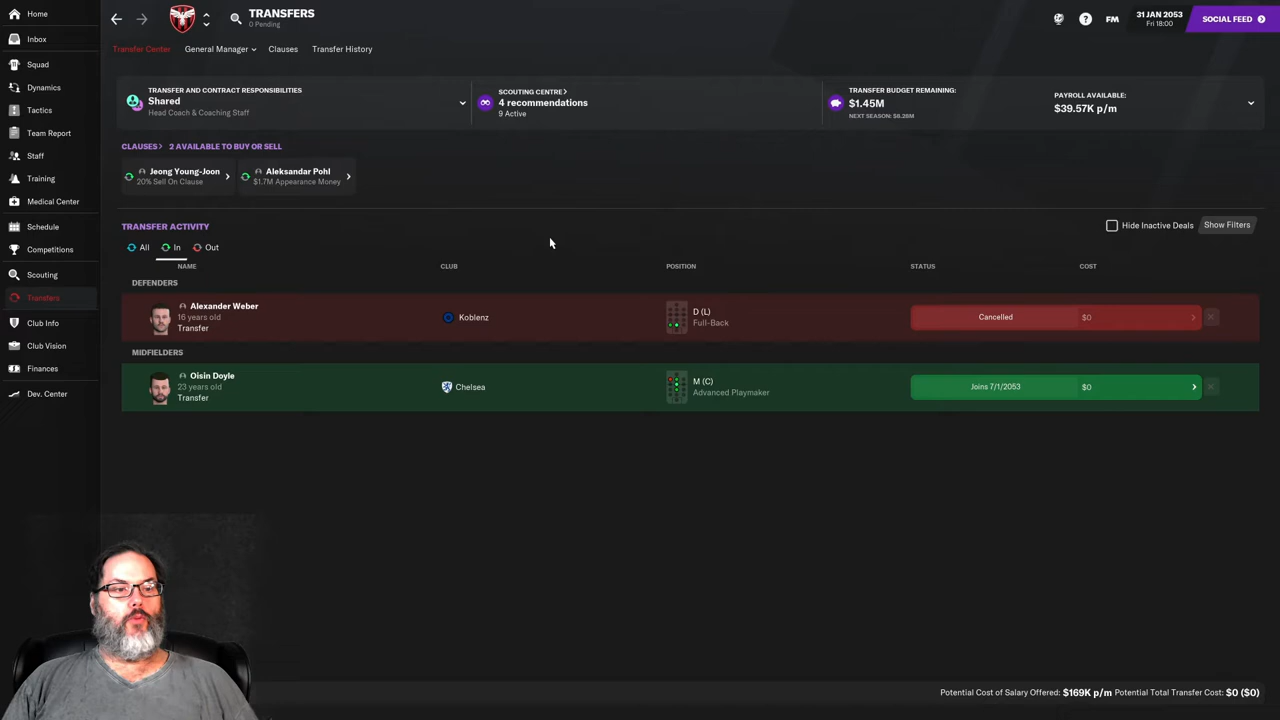 Home
TRANSFERS
0 Pending
FM
31 JAN 2053
Fri 18:00
SOCIAL FEED
Inbox
Squad
Dynamics
Tactics
Team Report
Staff
Training
Medical Center
Schedule
Competitions
Scouting
Transfers
Club Info
Club Vision
Finances
Dev. Center
Transfer Center
General Manager
Clauses
Transfer History
TRANSFER AND CONTRACT RESPONSIBILITIES
Shared
Head Coach & Coaching Staff
SCOUTING CENTRE
4 recommendations
9 Active
TRANSFER BUDGET REMAINING:
$1.45M
NEXT SEASON: $6.28M
PAYROLL AVAILABLE:
$39.57K p/m
CLAUSES 2 AVAILABLE TO BUY OR SELL
Jeong Young-Joon
20% Sell On Clause
Aleksandar Pohl
$1.7M Appearance Money
TRANSFER ACTIVITY
Hide Inactive Deals
Show Filters
All In Out
NAME CLUB POSITION STATUS COST
DEFENDERS
Alexander Weber
16 years old
Transfer
Koblenz
D (L)
Full-Back
Cancelled
$0
MIDFIELDERS
Oisin Doyle
23 years old
Transfer
Chelsea
M (C)
Advanced Playmaker
Joins 7/1/2053
$0
Potential Cost of Salary Offered: $169K p/m Potential Total Transfer Cost: $0 ($0)